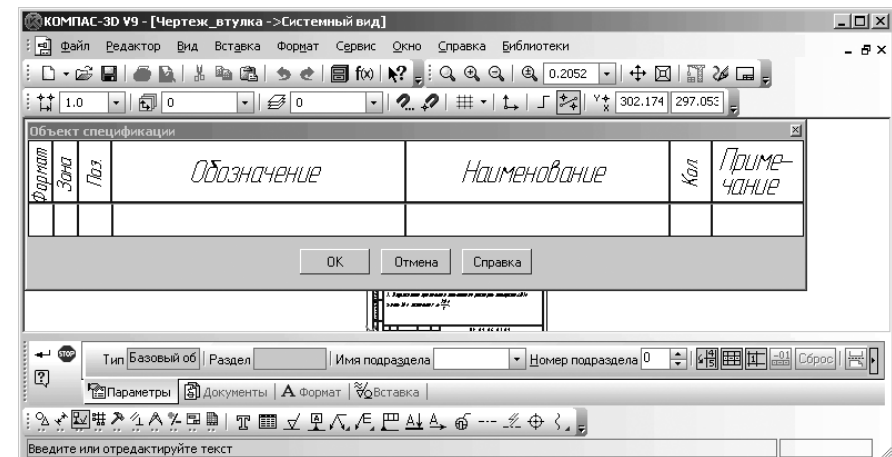 КОМПАС-3D V9 - [Чертеж_втулка ->Системный вид]
Файл Редактор Вид Вставка Формат Сервис Окно Справка Библиотеки
f(x) 0.2052
1.0 0 0 302.174 297.053
Объект спецификации
Формат Зона Поз. Обозначение Наименование Кол Приме-
чание
ОК Отмена Справка
Тип Базовый об Раздел Имя подраздела Номер подраздела 0 Сброс
Параметры Документы А Формат Вставка
Введите или отредактируйте текст